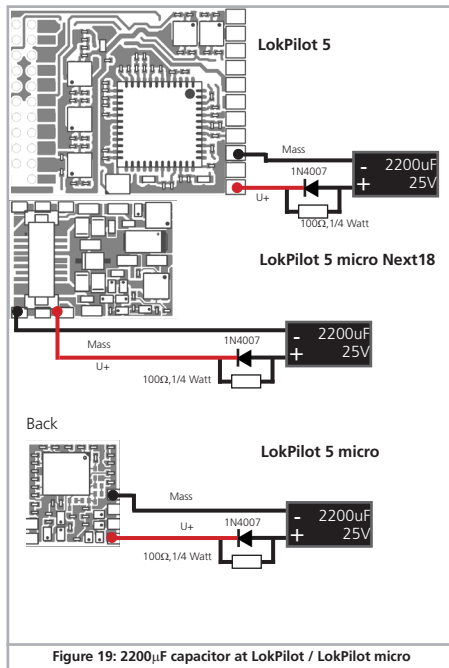 LokPilot 5
Mass
- 2200uF
+ 25V
1N4007
U+
100Ω,1/4 Watt
LokPilot 5 micro Next18
Mass
- 2200uF
+ 25V
1N4007
U+
100Ω,1/4 Watt
Back
LokPilot 5 micro
Mass
- 2200uF
+ 25V
U+
1N4007
100Ω,1/4 Watt
Figure 19: 2200µF capacitor at LokPilot / LokPilot micro